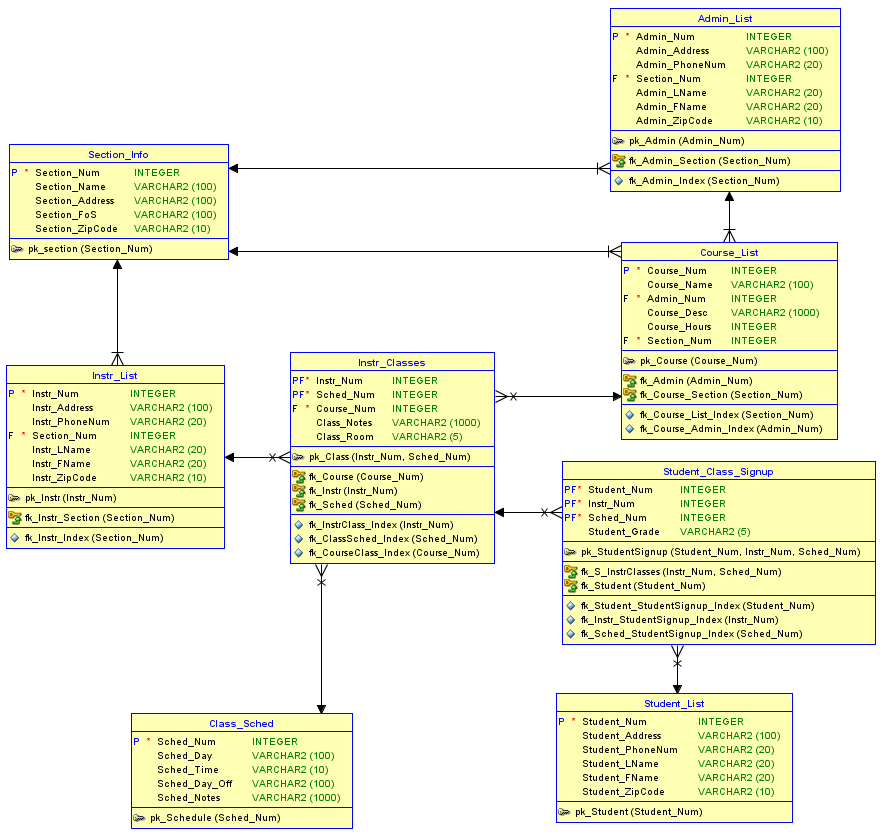 Admin_List
P * Admin_Num INTEGER
Admin_Address VARCHAR2 (100)
Admin_PhoneNum VARCHAR2 (20)
F * Section_Num INTEGER
Admin_LName VARCHAR2 (20)
Admin_FName VARCHAR2 (20)
Admin_ZipCode VARCHAR2 (10)
pk_Admin (Admin_Num)
fk_Admin_Section (Section_Num)
fk_Admin_Index (Section_Num)
Section_Info
P * Section_Num INTEGER
Section_Name VARCHAR2 (100)
Section_Address VARCHAR2 (100)
Section_FoS VARCHAR2 (100)
Section_ZipCode VARCHAR2 (10)
pk_section (Section_Num)
Course_List
P * Course_Num INTEGER
Course_Name VARCHAR2 (100)
F * Admin_Num INTEGER
Course_Desc VARCHAR2 (1000)
Course_Hours INTEGER
F * Section_Num INTEGER
pk_Course (Course_Num)
fk_Admin (Admin_Num)
fk_Course_Section (Section_Num)
fk_Course_List_Index (Section_Num)
fk_Course_Admin_Index (Admin_Num)
Instr_List
P * Instr_Num INTEGER
Instr_Address VARCHAR2 (100)
Instr_PhoneNum VARCHAR2 (20)
F * Section_Num INTEGER
Instr_LName VARCHAR2 (20)
Instr_FName VARCHAR2 (20)
Instr_ZipCode VARCHAR2 (10)
pk_Instr (Instr_Num)
fk_Instr_Section (Section_Num)
fk_Instr_Index (Section_Num)
Instr_Classes
PF* Instr_Num INTEGER
PF* Sched_Num INTEGER
F * Course_Num INTEGER
Class_Notes VARCHAR2 (1000)
Class_Room VARCHAR2 (5)
pk_Class (Instr_Num, Sched_Num)
fk_Course (Course_Num)
fk_Instr (Instr_Num)
fk_Sched (Sched_Num)
fk_InstrClass_Index (Instr_Num)
fk_ClassSched_Index (Sched_Num)
fk_CourseClass_Index (Course_Num)
Student_Class_Signup
PF* Student_Num INTEGER
PF* Instr_Num INTEGER
PF* Sched_Num INTEGER
Student_Grade VARCHAR2 (5)
pk_StudentSignup (Student_Num, Instr_Num, Sched_Num)
fk_S_InstrClasses (Instr_Num, Sched_Num)
fk_Student (Student_Num)
fk_Student_StudentSignup_Index (Student_Num)
fk_Instr_StudentSignup_Index (Instr_Num)
fk_Sched_StudentSignup_Index (Sched_Num)
Class_Sched
P * Sched_Num INTEGER
Sched_Day VARCHAR2 (100)
Sched_Time VARCHAR2 (10)
Sched_Day_Off VARCHAR2 (100)
Sched_Notes VARCHAR2 (1000)
pk_Schedule (Sched_Num)
Student_List
P * Student_Num INTEGER
Student_Address VARCHAR2 (100)
Student_PhoneNum VARCHAR2 (20)
Student_LName VARCHAR2 (20)
Student_FName VARCHAR2 (20)
Student_ZipCode VARCHAR2 (10)
pk_Student (Student_Num)